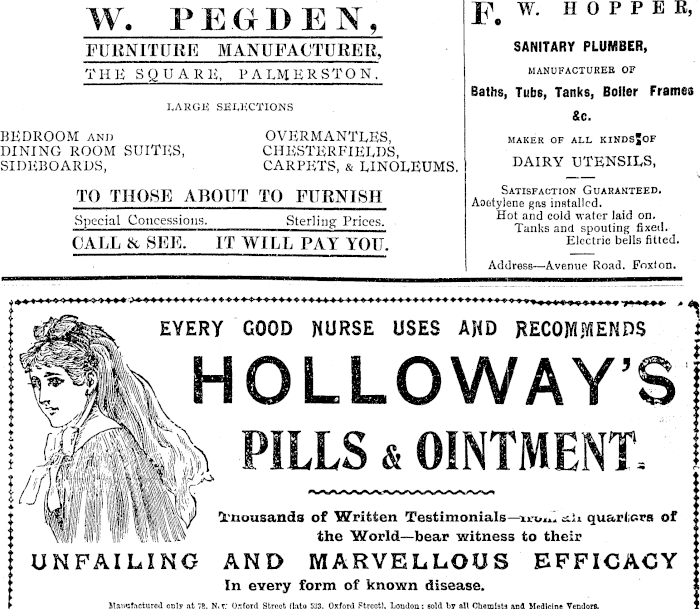 W. PEGDEN,
FURNITURE MANUFACTURER,
THE SQUARE, PALMERSTON.
LARGE SELECTIONS
BEDROOM AND
DINING ROOM SUITES,
SIDEBOARDS,
OVERMANTLES,
CHESTERFIELDS,
CARPETS, & LINOLEUMS.
TO THOSE ABOUT TO FURNISH
Special Concessions. Sterling Prices.
CALL & SEE. IT WILL PAY YOU.
F. W. HOPPER,
SANITARY PLUMBER,
MANUFACTURER OF
Baths, Tubs, Tanks, Boiler Frames
&c.
MAKER OF ALL KINDS OF
DAIRY UTENSILS,
SATISFACTION GUARANTEED.
Acetylene gas installed.
Hot and cold water laid on.
Tanks and spouting fixed.
Electric bells fitted.
Address—Avenue Road, Foxton.
EVERY GOOD NURSE USES AND RECOMMENDS
HOLLOWAY'S
PILLS & OINTMENT.
Thousands of Written Testimonials—from all quarters of
the World—bear witness to their
UNFAILING AND MARVELLOUS EFFICACY
In every form of known disease.
Manufactured only at 78, New Oxford Street (late 533, Oxford Street), London; sold by all Chemists and Medicine Vendors.